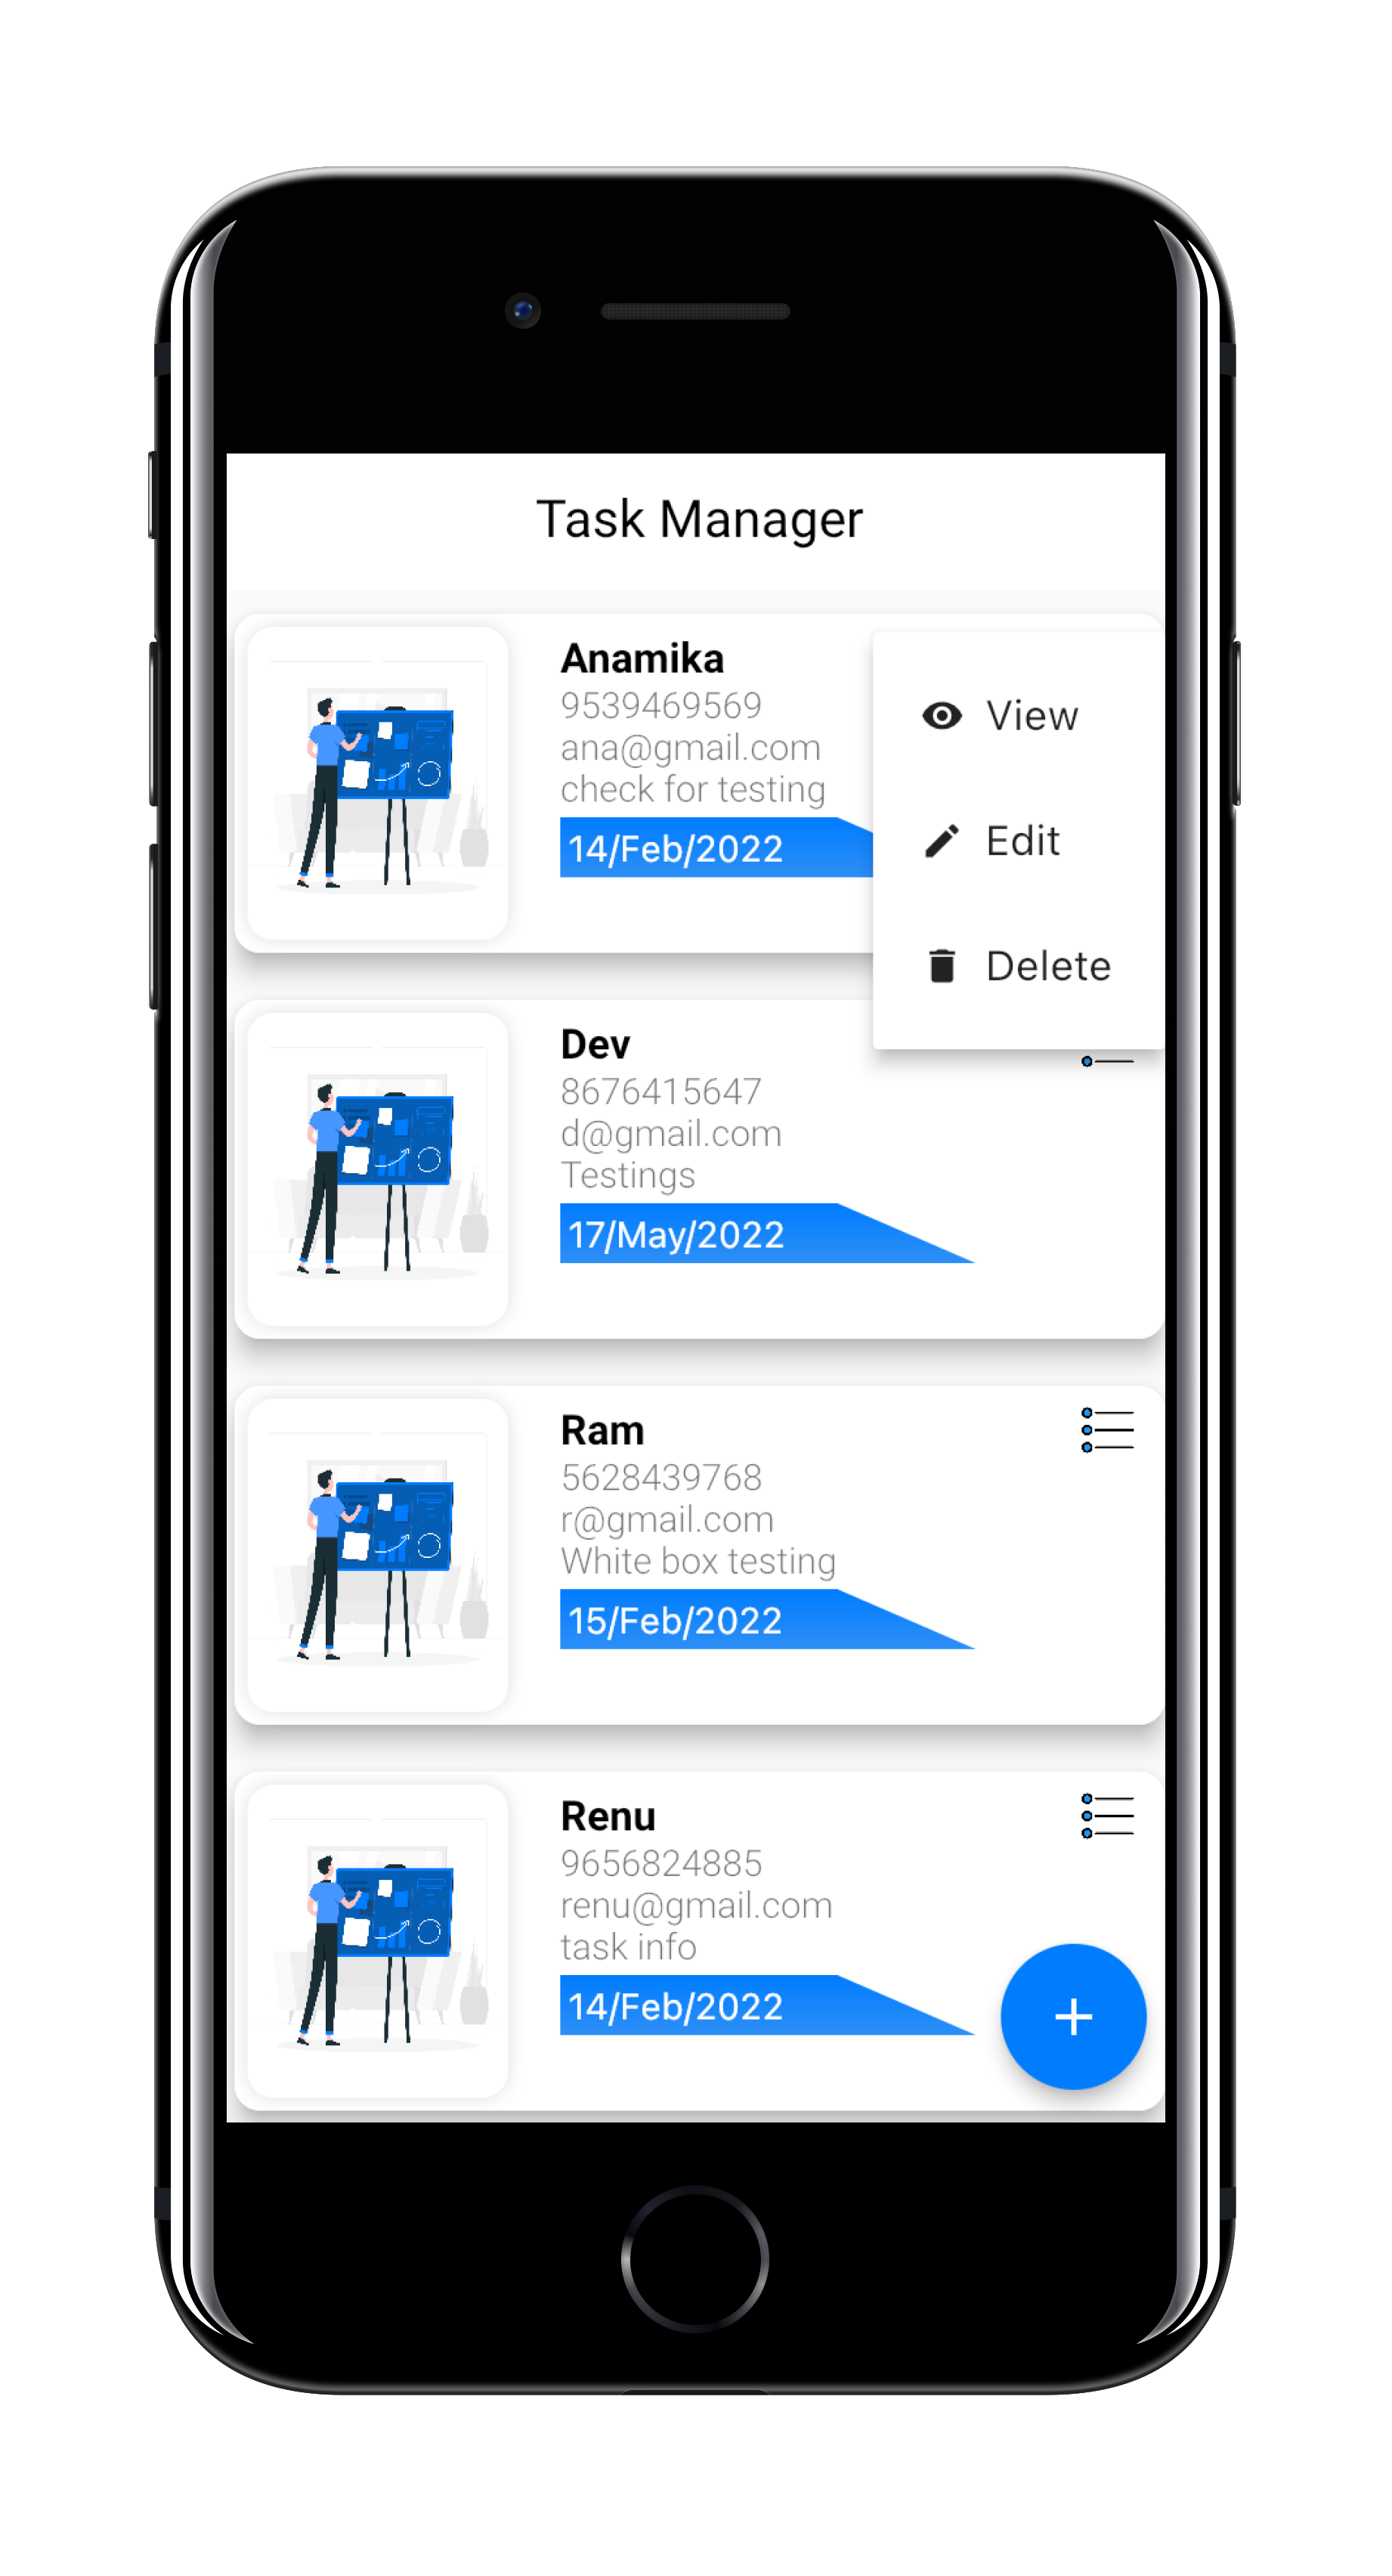 Task Manager
Anamika
9539469569
ana@gmail.com
check for testing
14/Feb/2022
View
Edit
Delete
Dev
8676415647
d@gmail.com
Testings
17/May/2022
Ram
5628439768
r@gmail.com
White box testing
15/Feb/2022
Renu
9656824885
renu@gmail.com
task info
14/Feb/2022